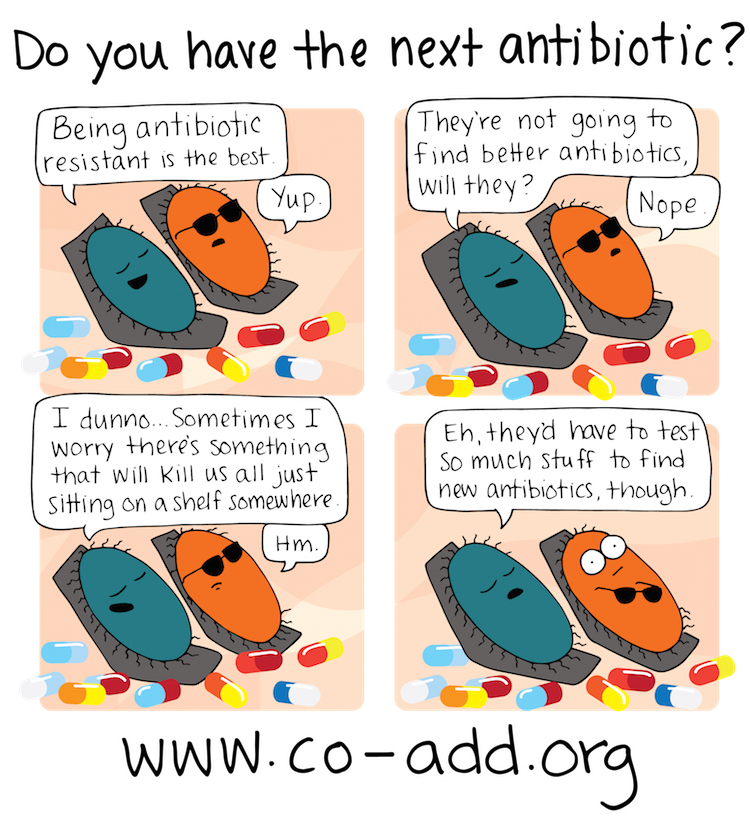 Do you have the next antibiotic?
Being antibiotic
resistant is the best.
Yup.
They're not going to
find better antibiotics,
will they?
Nope.
I dunno... Sometimes I
worry there's something
that will kill us all just
sitting on a shelf somewhere.
Hm.
Eh, they'd have to test
so much stuff to find
new antibiotics, though.
www.co-add.org